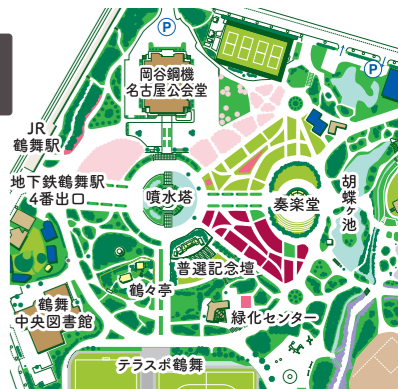 P
岡谷鋼機
名古屋公会堂
P
JR
鶴舞駅
地下鉄鶴舞駅
4番出口
噴水塔
奏楽堂
胡蝶ヶ池
普選記念壇
鶴々亭
鶴舞
中央図書館
緑化センター
テラスポ鶴舞